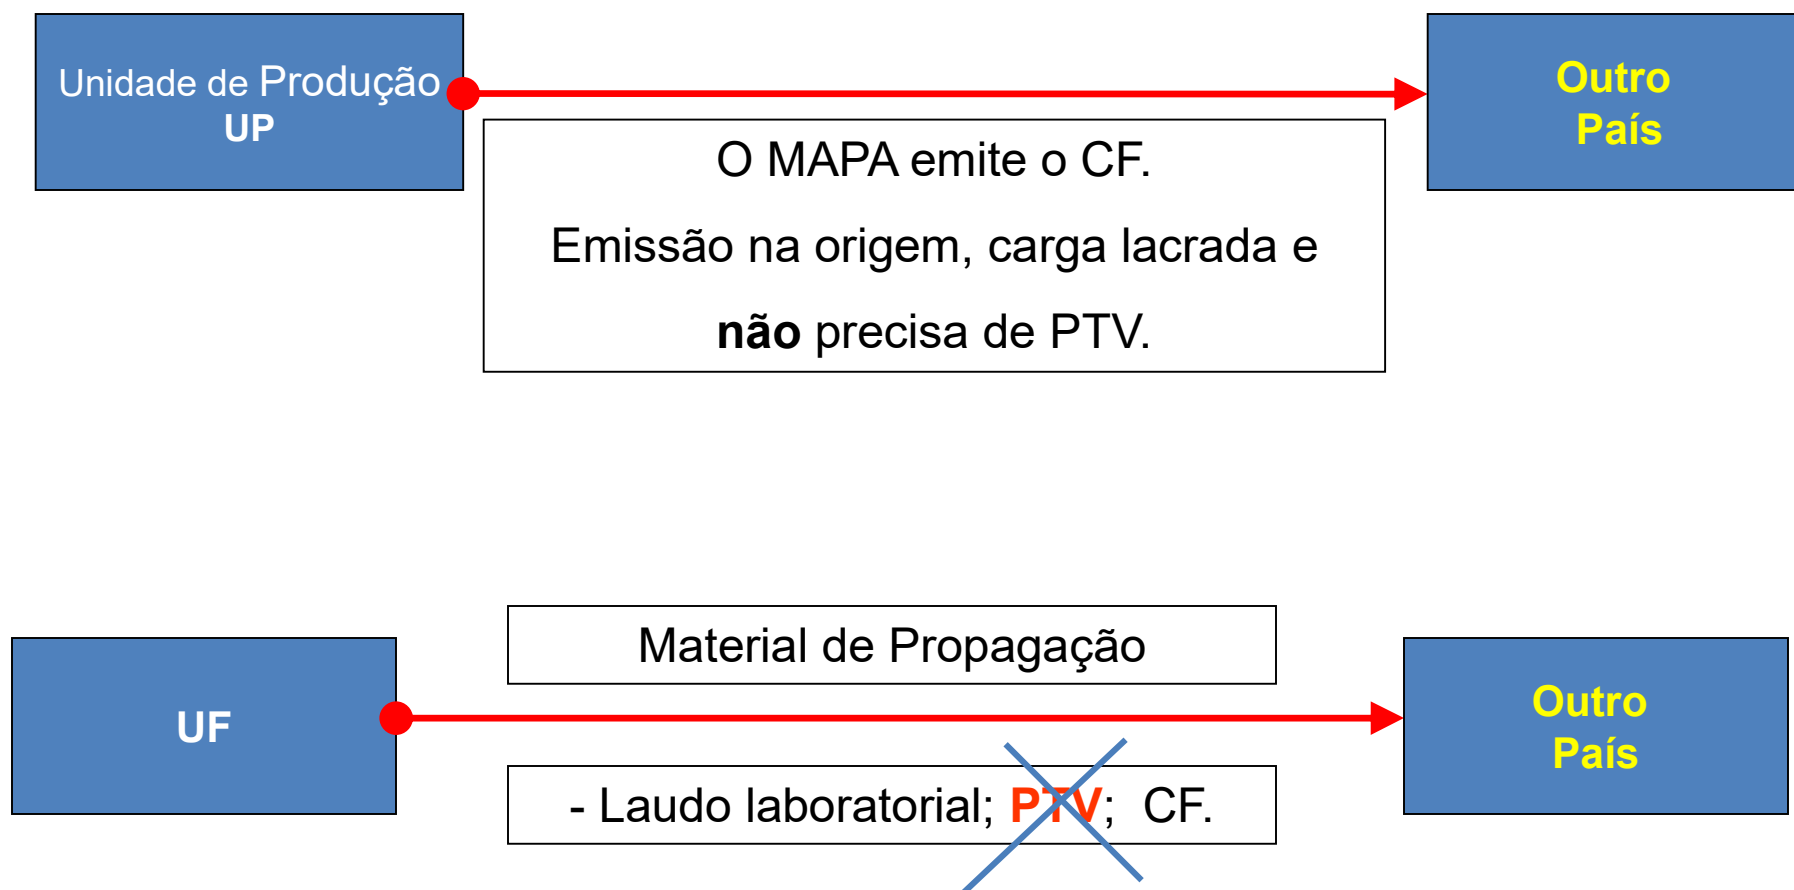 Unidade de Produção
UP
Outro
País
O MAPA emite o CF.
Emissão na origem, carga lacrada e
não precisa de PTV.
Material de Propagação
UF
Outro
País
- Laudo laboratorial; PTV; CF.